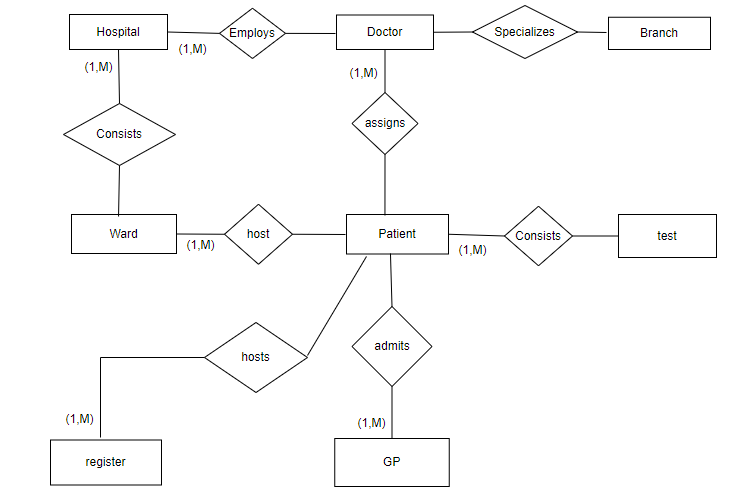 Hospital
Employs
Doctor
Specializes
Branch
(1,M)
(1,M)
(1,M)
Consists
assigns
Ward
host
Patient
Consists
test
(1,M)
(1,M)
hosts
admits
(1,M)
(1,M)
register
GP